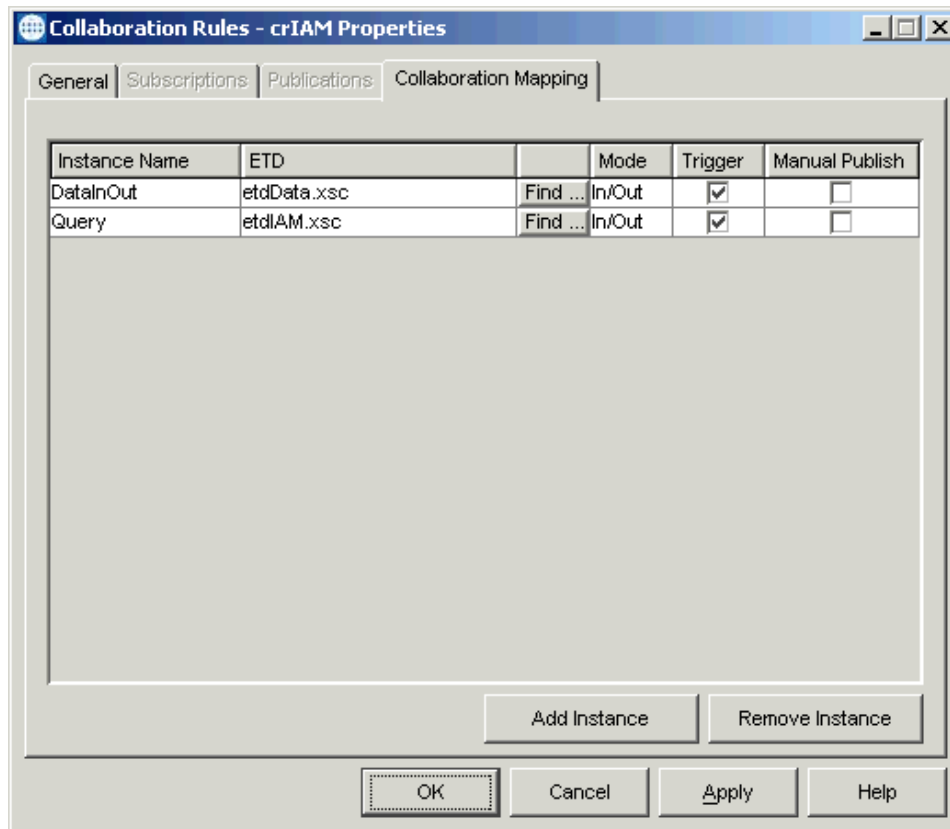 Collaboration Rules - crIAM Properties
General Subscriptions Publications Collaboration Mapping
Instance Name ETD Mode Trigger Manual Publish
DataInOut etdData.xsc Find ... In/Out
Query etdIAM.xsc Find ... In/Out
Add Instance Remove Instance
OK Cancel Apply Help